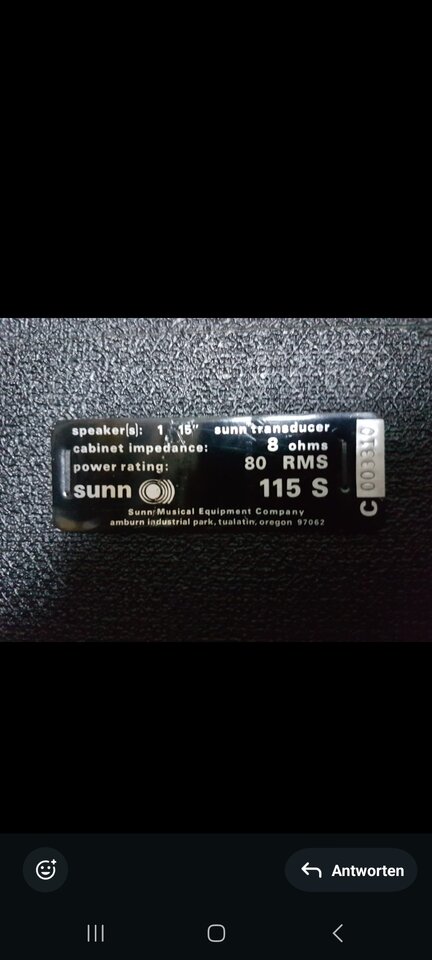 speaker(s): 1 15" sunn transducer
cabinet impedance: 8 ohms
power rating: 80 RMS
sunn 115 S
Sunn Musical Equipment Company
amburn industrial park, tualatin, oregon 97062
C 003310
Antworten